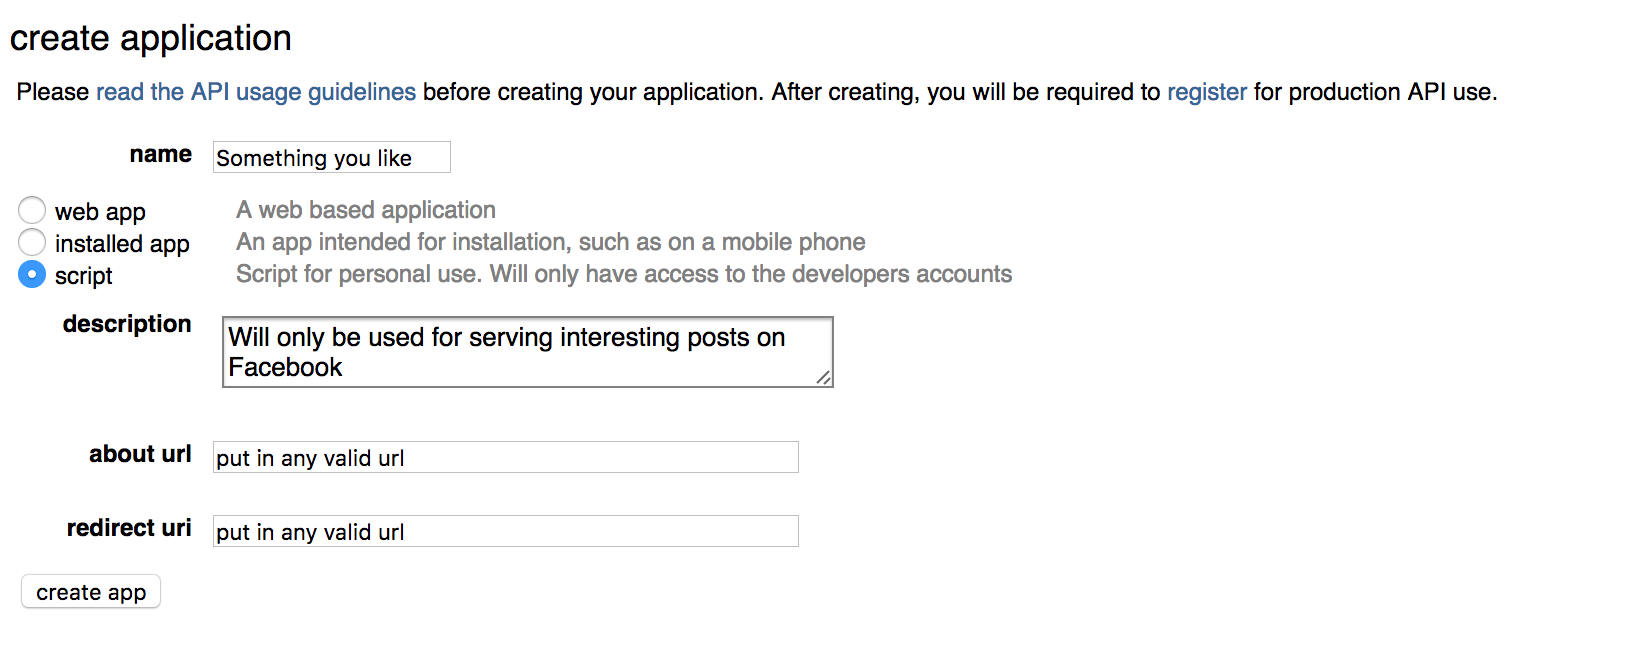 create application
Please read the API usage guidelines before creating your application. After creating, you will be required to register for production API use.
name Something you like
web app A web based application
installed app An app intended for installation, such as on a mobile phone
script Script for personal use. Will only have access to the developers accounts
description Will only be used for serving interesting posts on
Facebook
about url put in any valid url
redirect uri put in any valid url
create app